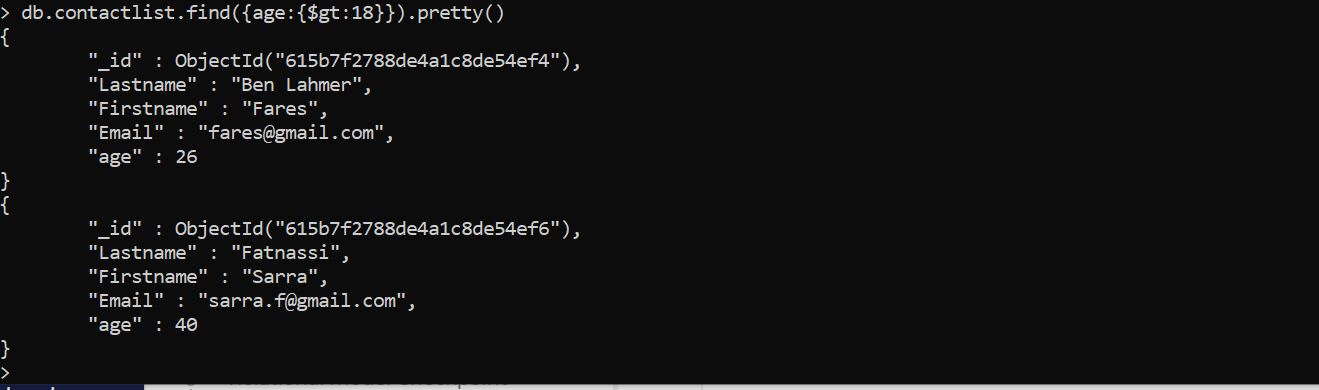 > db.contactlist.find({age:{$gt:18}}).pretty()
{
        "_id" : ObjectId("615b7f2788de4a1c8de54ef4"),
        "Lastname" : "Ben Lahmer",
        "Firstname" : "Fares",
        "Email" : "fares@gmail.com",
        "age" : 26
}
{
        "_id" : ObjectId("615b7f2788de4a1c8de54ef6"),
        "Lastname" : "Fatnassi",
        "Firstname" : "Sarra",
        "Email" : "sarra.f@gmail.com",
        "age" : 40
}
>